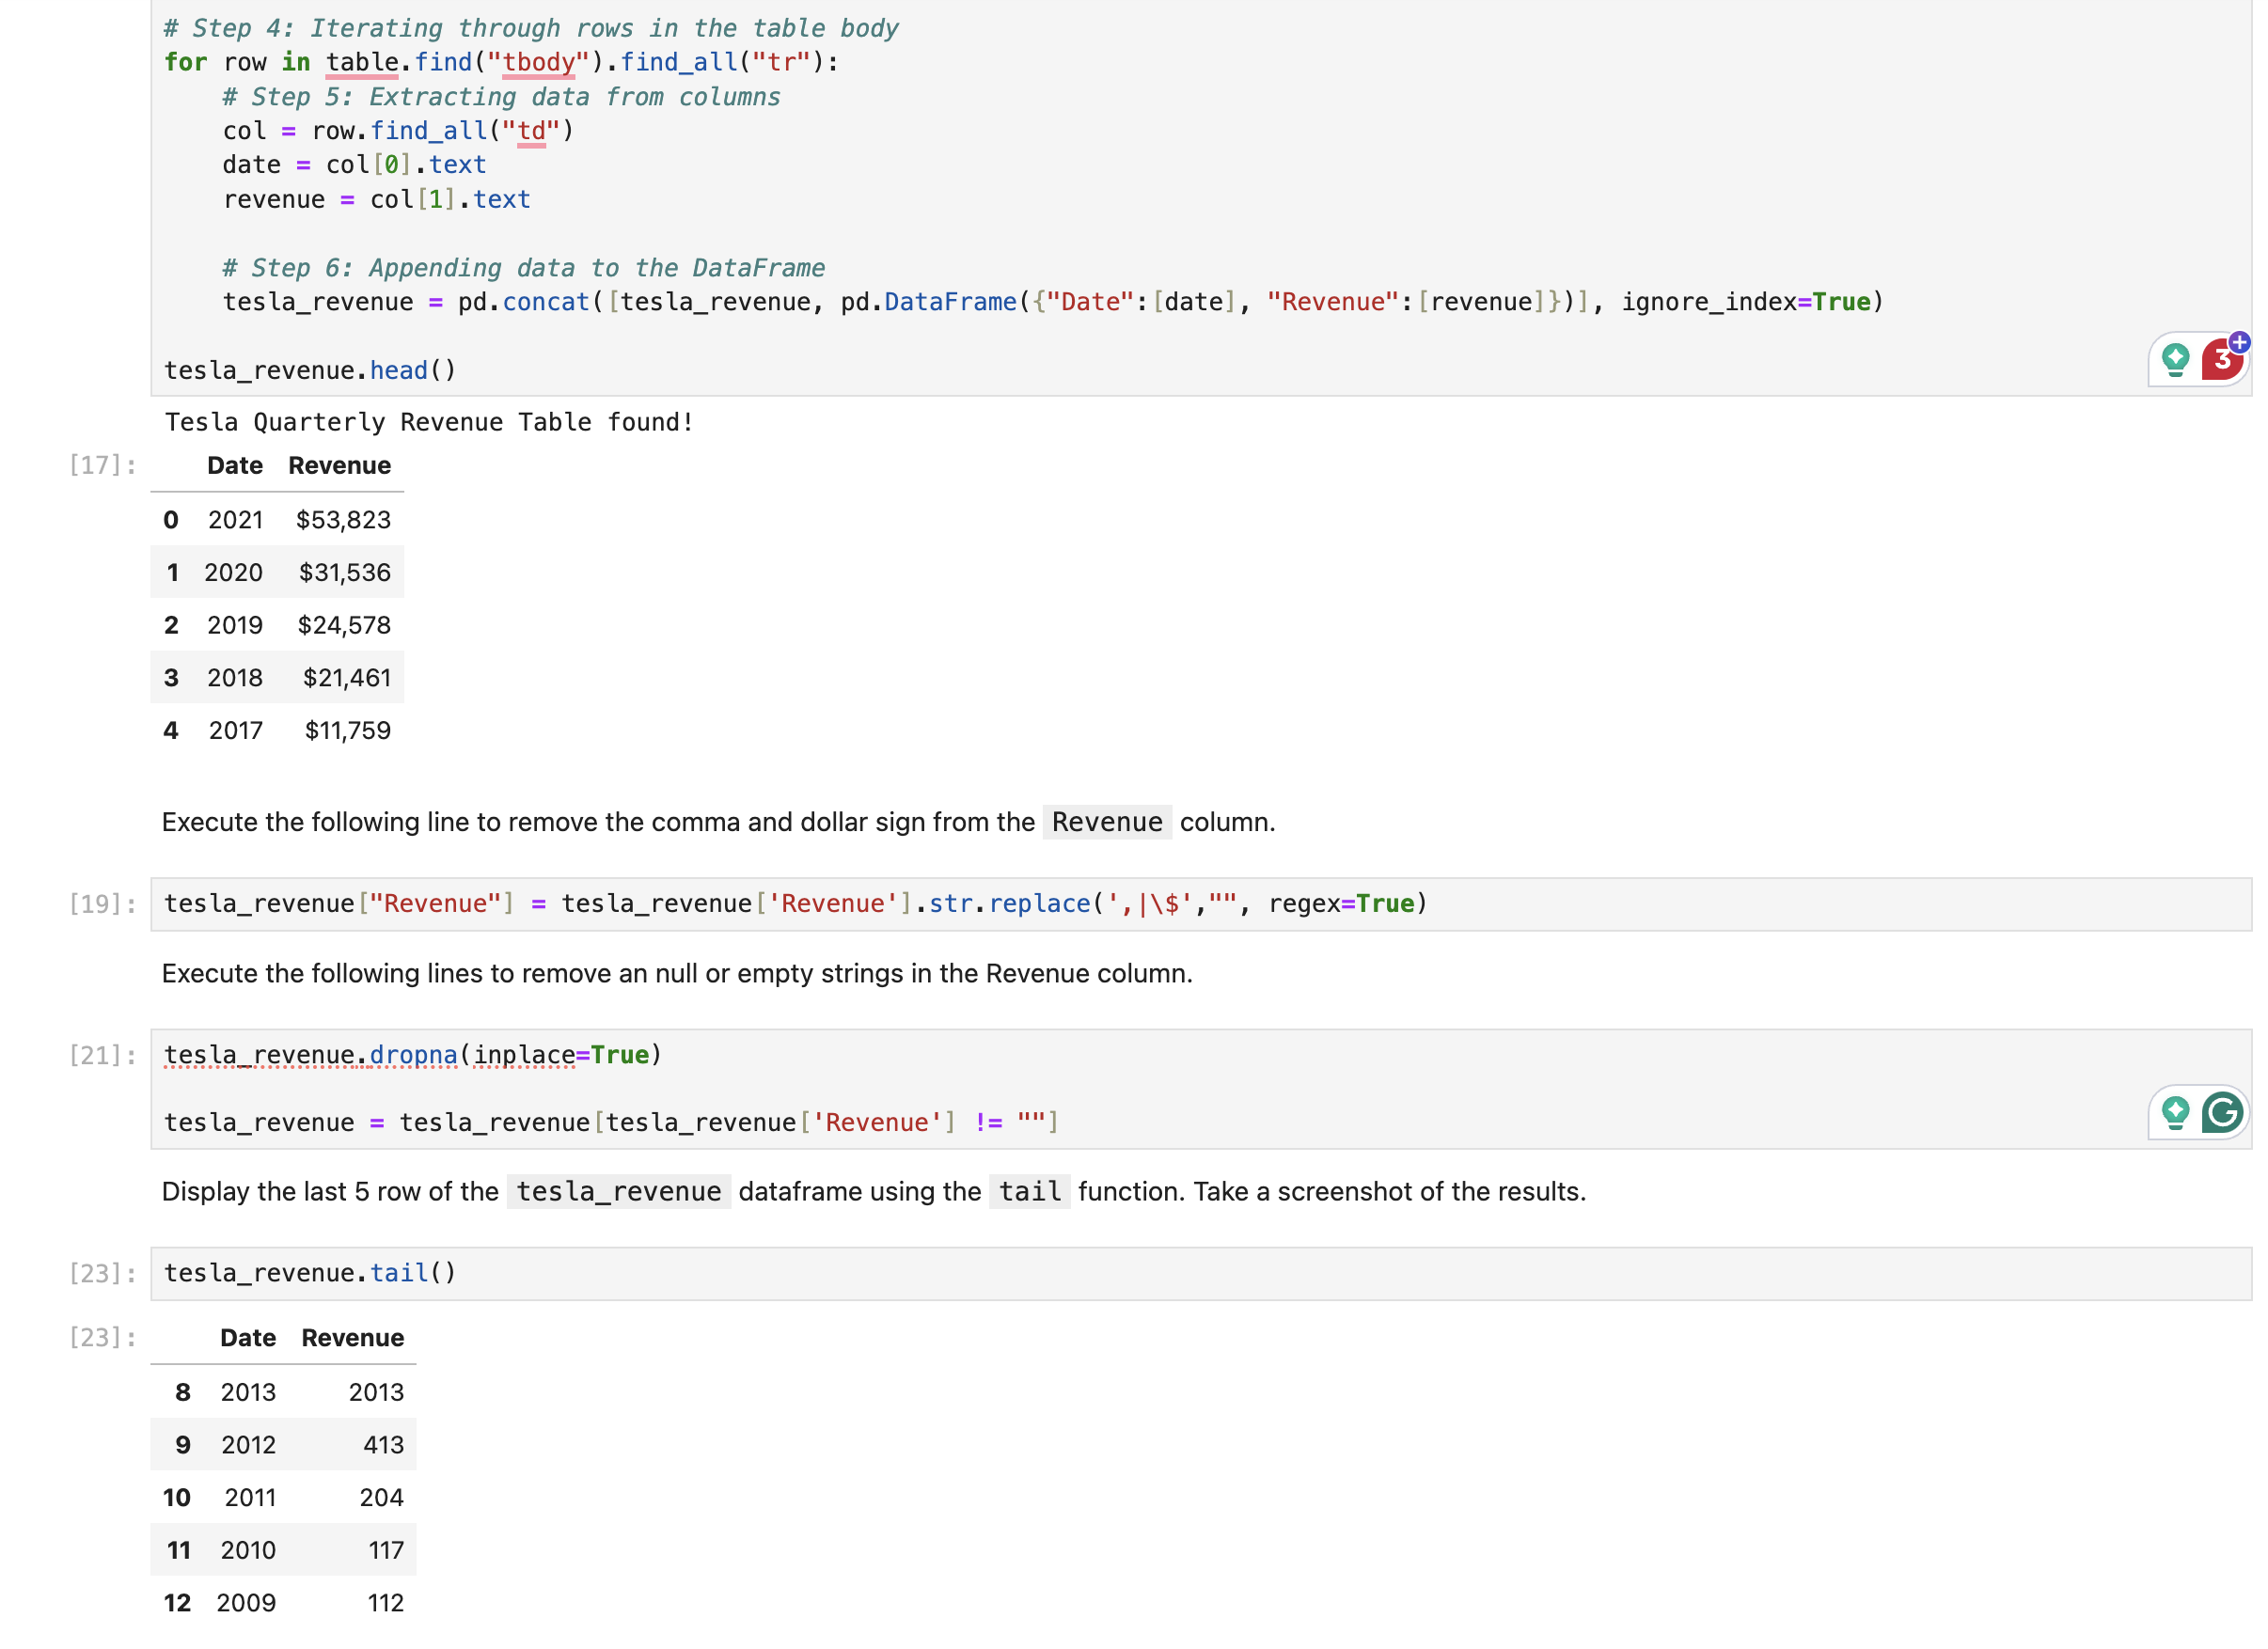 # Step 4: Iterating through rows in the table body
for row in table.find("tbody").find_all("tr"):
    # Step 5: Extracting data from columns
    col = row.find_all("td")
    date = col[0].text
    revenue = col[1].text
    # Step 6: Appending data to the DataFrame
    tesla_revenue = pd.concat([tesla_revenue, pd.DataFrame({"Date":[date], "Revenue":[revenue]})], ignore_index=True)
tesla_revenue.head()
3
Tesla Quarterly Revenue Table found!
[17]: Date Revenue
0 2021 $53,823
1 2020 $31,536
2 2019 $24,578
3 2018 $21,461
4 2017 $11,759
Execute the following line to remove the comma and dollar sign from the Revenue column.
[19]: tesla_revenue["Revenue"] = tesla_revenue['Revenue'].str.replace(',|\$',"", regex=True)
Execute the following lines to remove an null or empty strings in the Revenue column.
[21]: tesla_revenue.dropna(inplace=True)
tesla_revenue = tesla_revenue[tesla_revenue['Revenue'] != ""]
Display the last 5 row of the tesla_revenue dataframe using the tail function. Take a screenshot of the results.
[23]: tesla_revenue.tail()
[23]: Date Revenue
8 2013 2013
9 2012 413
10 2011 204
11 2010 117
12 2009 112